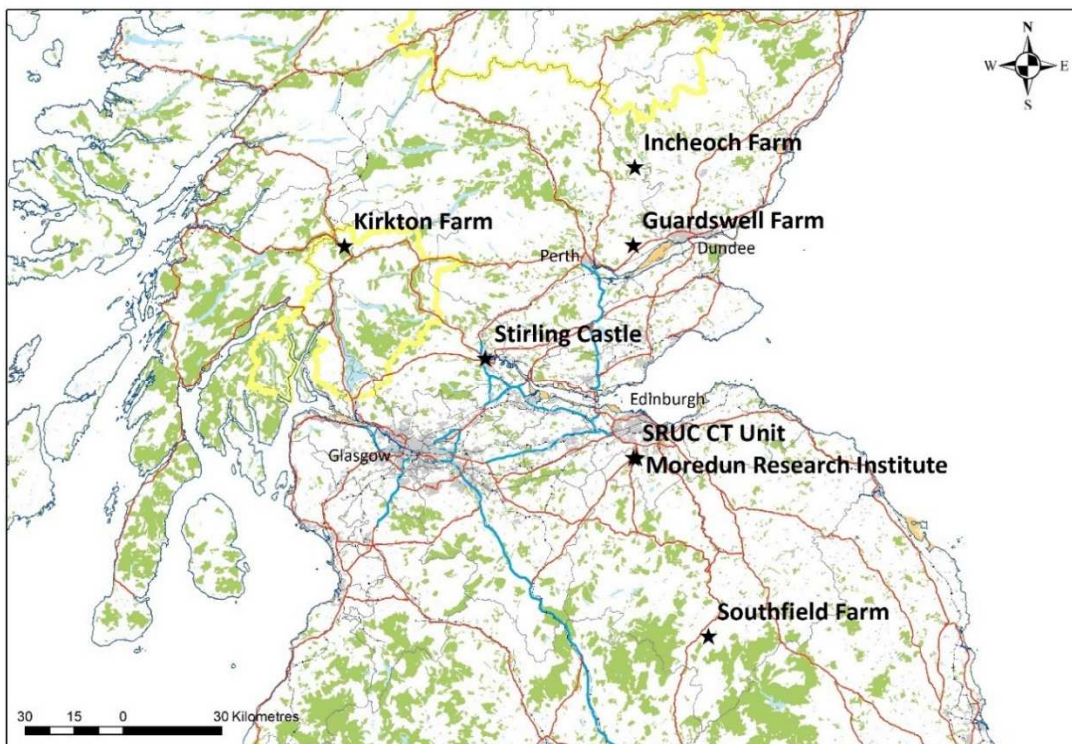 N
W E
S
Incheoch Farm
Kirkton Farm
Guardswell Farm
Dundee
Perth
Stirling Castle
Edinburgh
SRUC CT Unit
Glasgow
Moredun Research Institute
Southfield Farm
30 15 0 30 Kilometres